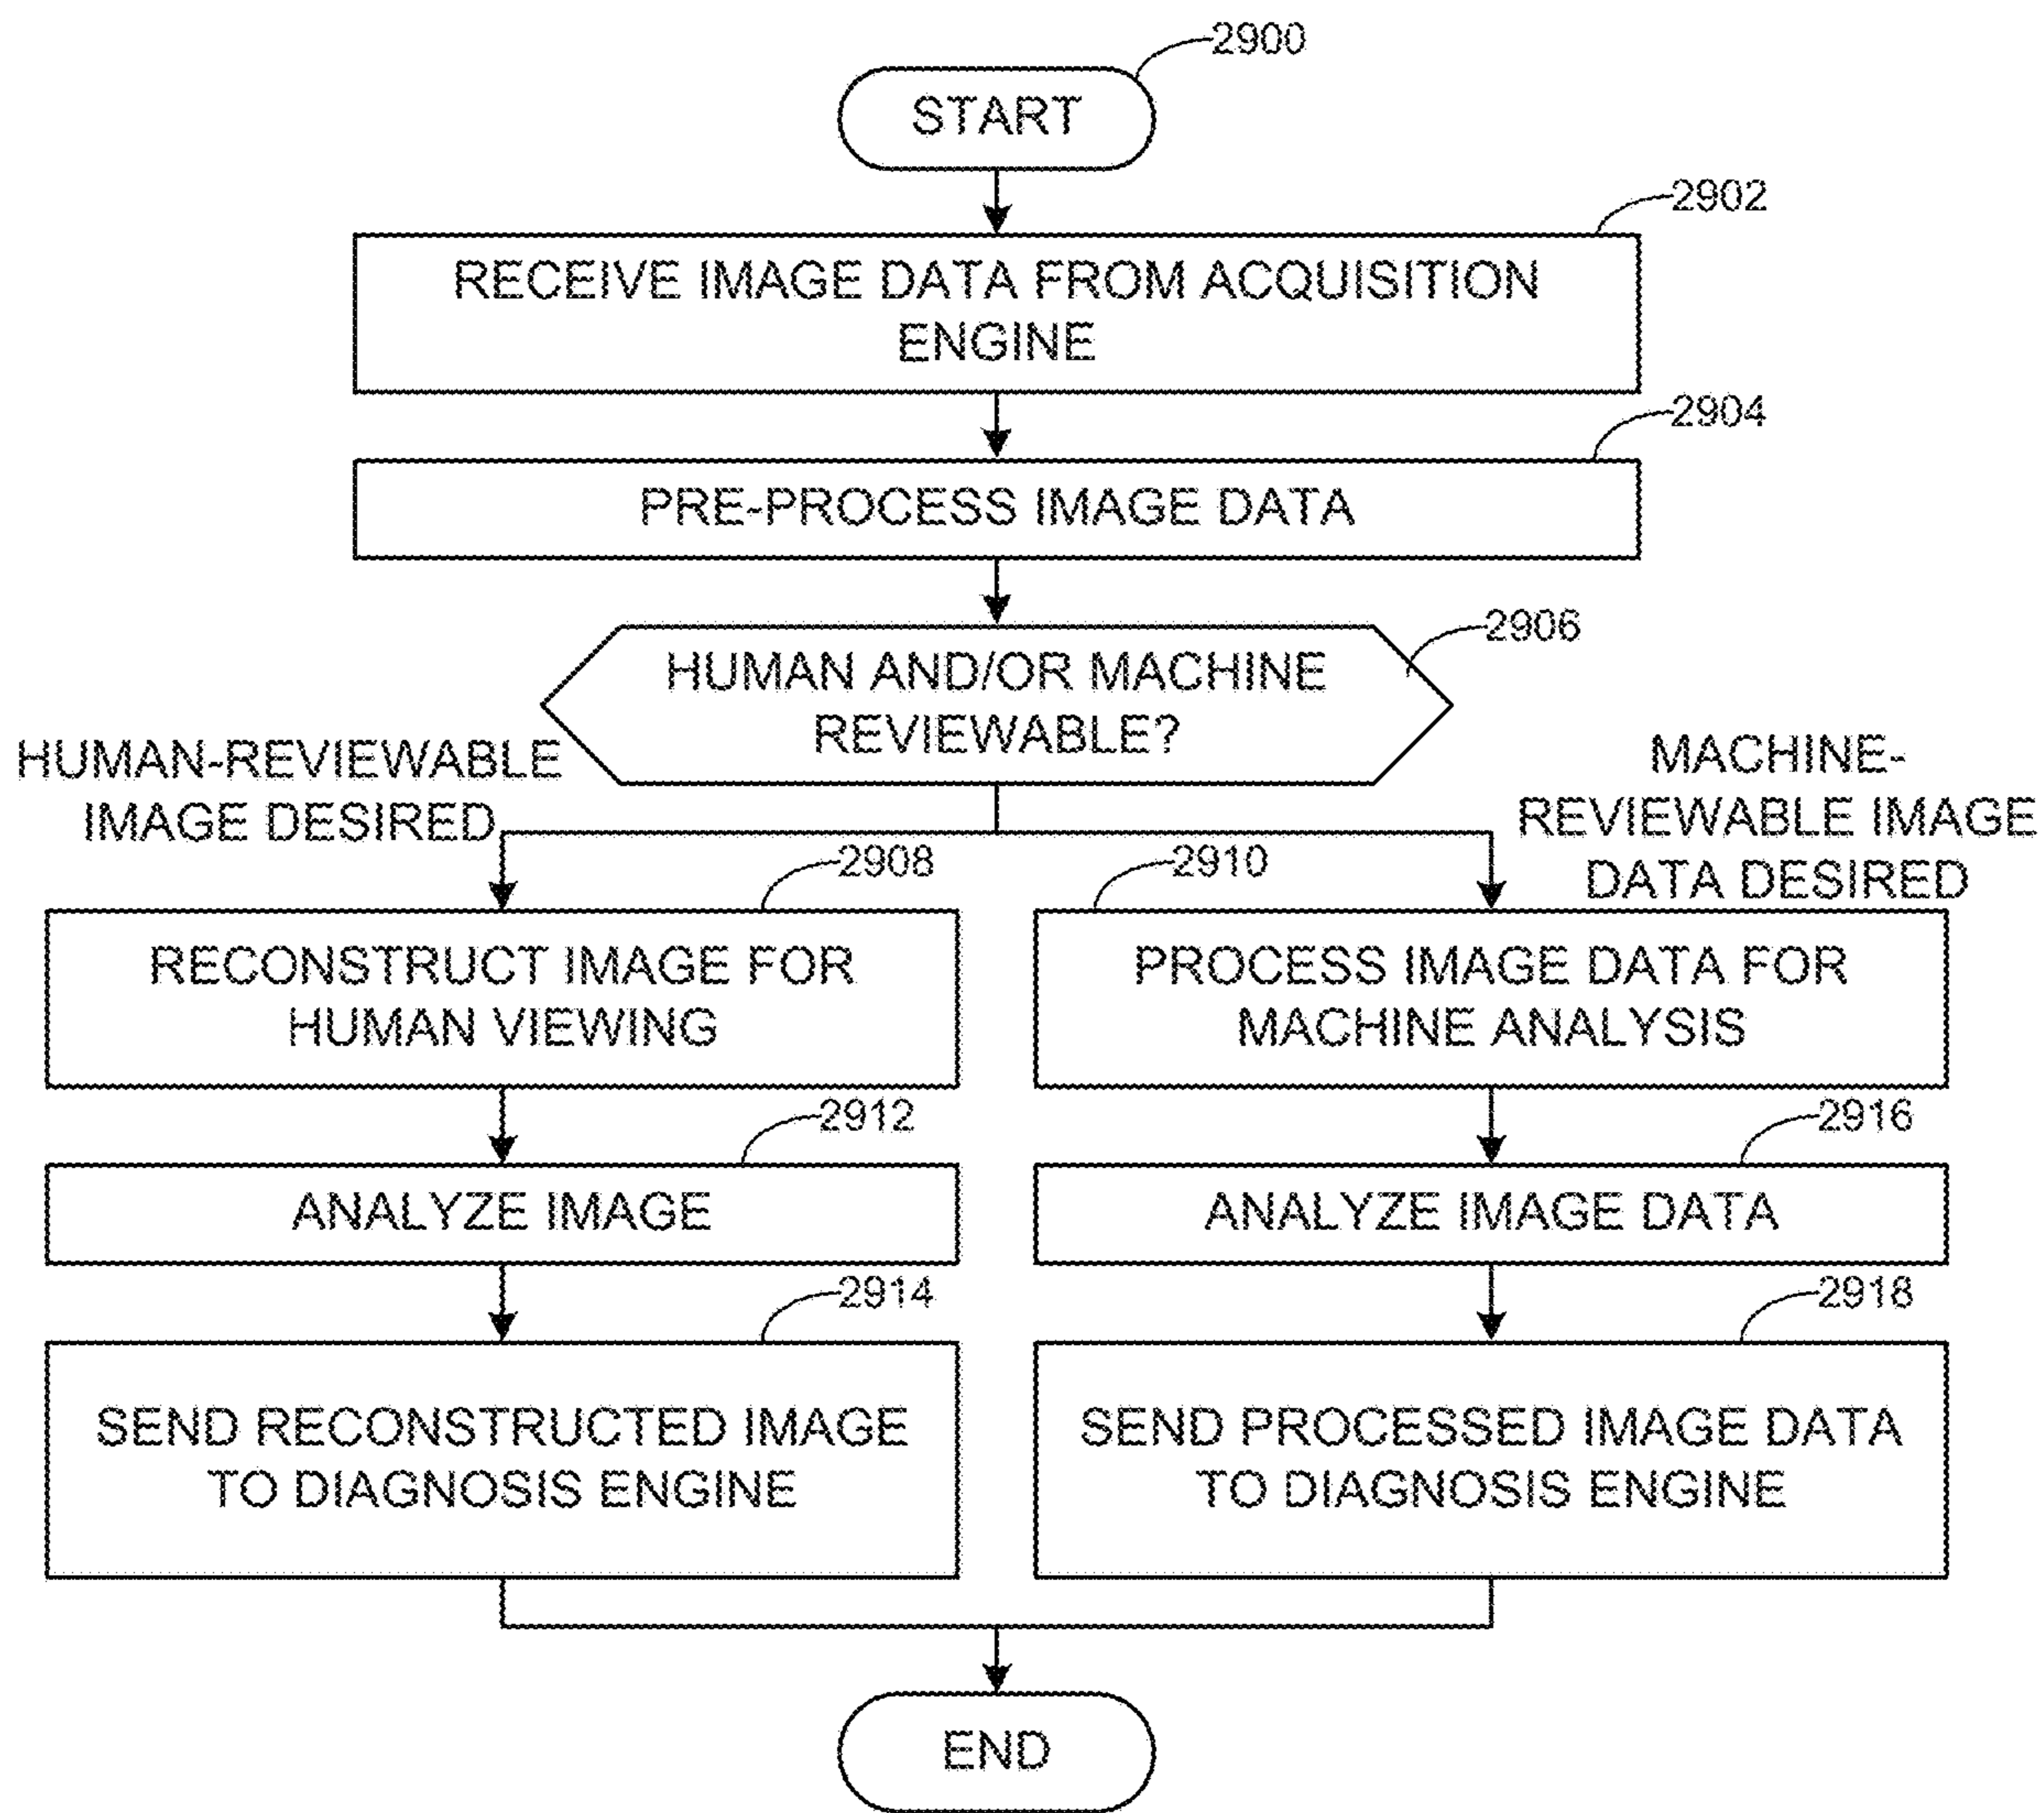 2900
START
2902
RECEIVE IMAGE DATA FROM ACQUISITION
ENGINE
2904
PRE-PROCESS IMAGE DATA
2906
HUMAN AND/OR MACHINE
REVIEWABLE?
HUMAN-REVIEWABLE
IMAGE DESIRED
MACHINE-
REVIEWABLE IMAGE
DATA DESIRED
2908
RECONSTRUCT IMAGE FOR
HUMAN VIEWING
2910
PROCESS IMAGE DATA FOR
MACHINE ANALYSIS
2912
ANALYZE IMAGE
2916
ANALYZE IMAGE DATA
2914
SEND RECONSTRUCTED IMAGE
TO DIAGNOSIS ENGINE
2918
SEND PROCESSED IMAGE DATA
TO DIAGNOSIS ENGINE
END